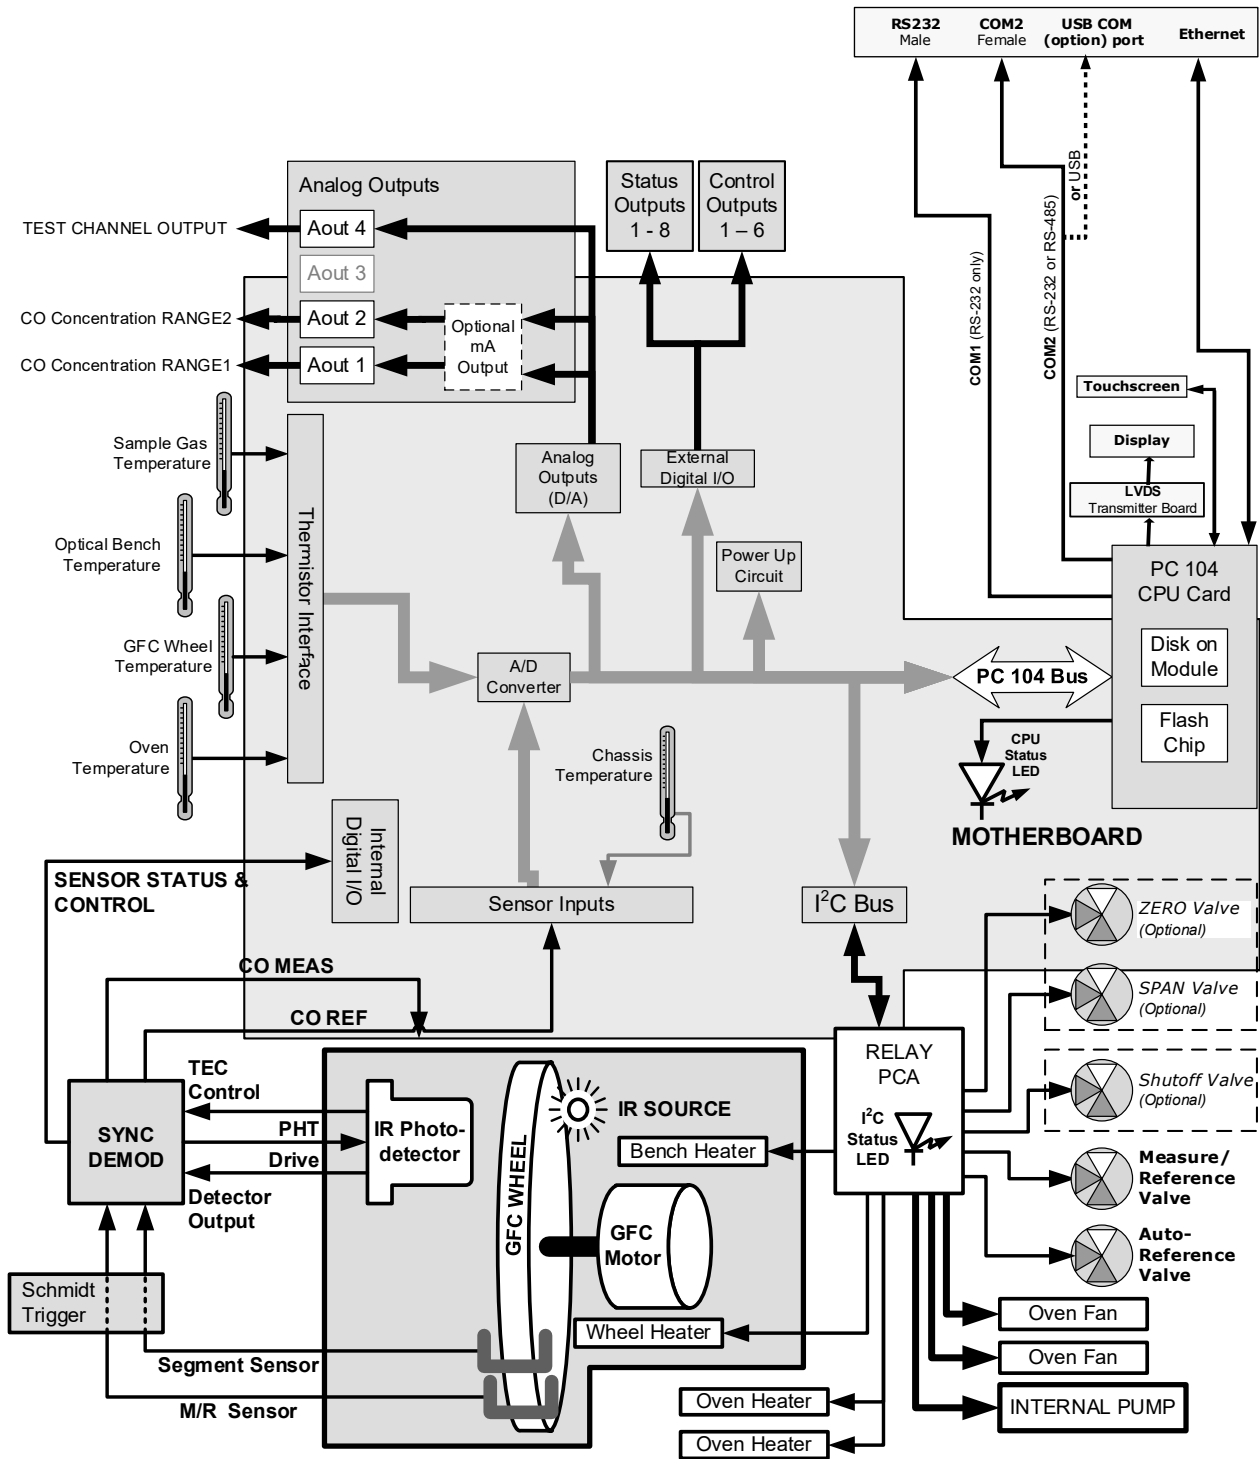 RS232
Male
COM2
Female
USB COM
(option) port
Ethernet
or USB
COM1 (RS-232 only)
COM2 (RS-232 or RS-485)
Analog Outputs
Aout 4
Aout 3
Aout 2
Aout 1
Optional
mA
Output
TEST CHANNEL OUTPUT
CO Concentration RANGE2
CO Concentration RANGE1
Status
Outputs
1 - 8
Control
Outputs
1 – 6
Touchscreen
Display
LVDS
Transmitter Board
Sample Gas
Temperature
Optical Bench
Temperature
GFC Wheel
Temperature
Oven
Temperature
Thermistor Interface
Analog
Outputs
(D/A)
External
Digital I/O
Power Up
Circuit
A/D
Converter
PC 104 Bus
PC 104
CPU Card
Disk on
Module
Flash
Chip
CPU
Status
LED
MOTHERBOARD
Chassis
Temperature
Internal
Digital I/O
Sensor Inputs
I²C Bus
SENSOR STATUS &
CONTROL
CO MEAS
CO REF
TEC
Control
PHT
Drive
Detector
Output
SYNC
DEMOD
IR Photo-
detector
GFC WHEEL
IR SOURCE
GFC
Motor
Bench Heater
Wheel Heater
RELAY
PCA
I²C
Status
LED
ZERO Valve
(Optional)
SPAN Valve
(Optional)
Shutoff Valve
(Optional)
Measure/
Reference
Valve
Auto-
Reference
Valve
Schmidt
Trigger
Segment Sensor
M/R Sensor
Oven Fan
Oven Fan
INTERNAL PUMP
Oven Heater
Oven Heater